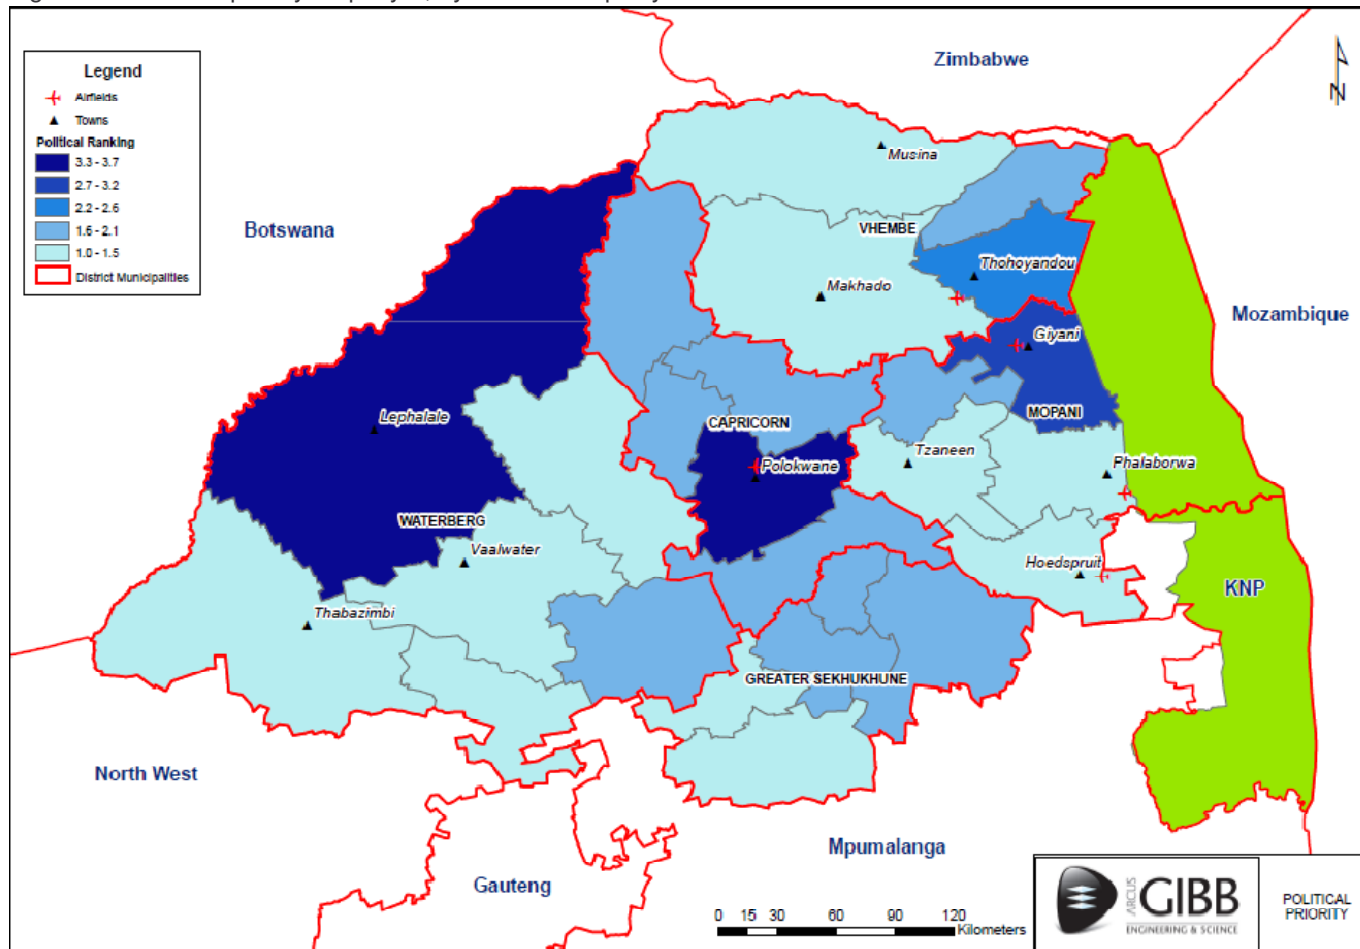 Zimbabwe
N
Legend
Airfields
Towns
Political Ranking
3.3 - 3.7
2.7 - 3.2
2.2 - 2.6
1.6 - 2.1
1.0 - 1.5
District Municipalities
Musina
Botswana
VHEMBE
Thohoyandou
Makhado
Mozambique
Giyani
Lephalale
CAPRICORN
MOPANI
Polokwane
Tzaneen
Phalaborwa
WATERBERG
Vaalwater
Hoedspruit
KNP
Thabazimbi
GREATER SEKHUKHUNE
North West
Mpumalanga
Gauteng
0 15 30 60 90 120
Kilometers
ARCUS
GIBB
ENGINEERING & SCIENCE
POLITICAL
PRIORITY